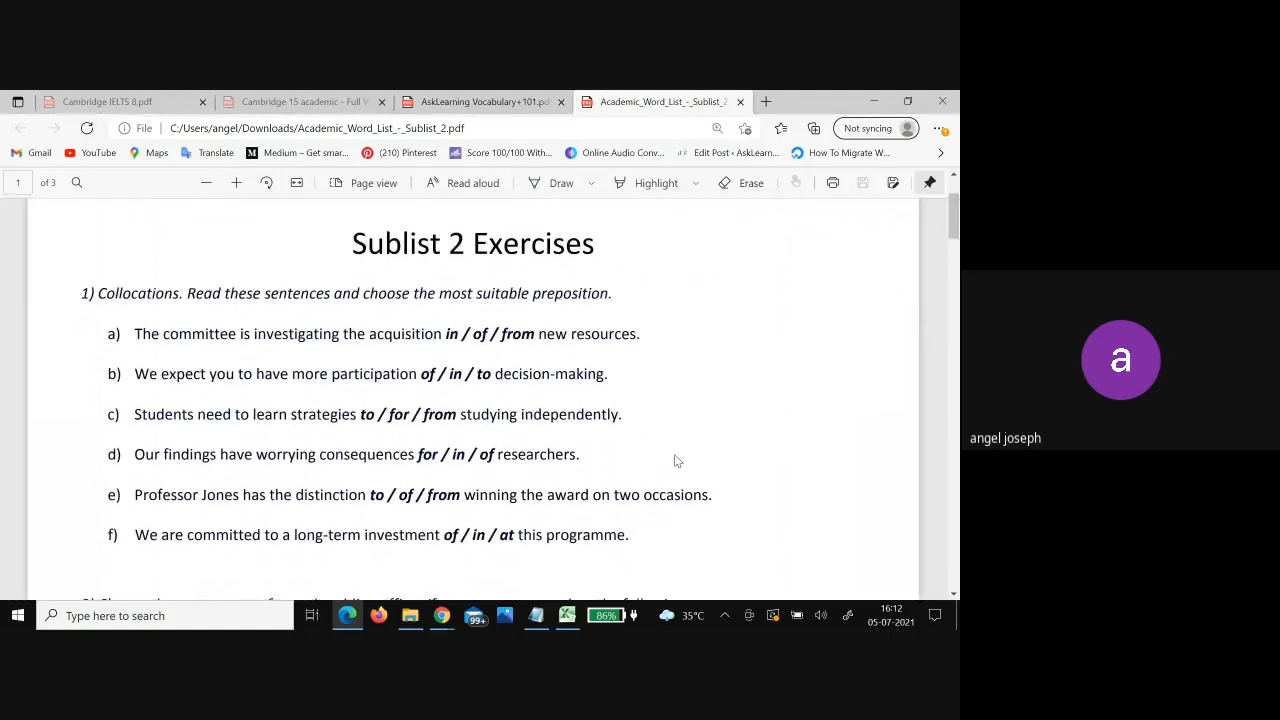 Cambridge IELTS 8.pdf
Cambridge 15 academic - Full V
AskLearning Vocabulary+101.pd
Academic_Word_List_-_Sublist_2
File C:/Users/angel/Downloads/Academic_Word_List_-_Sublist_2.pdf
Not syncing
Gmail YouTube Maps Translate Medium – Get smar... (210) Pinterest Score 100/100 With... Online Audio Conv... Edit Post ‹ AskLearn... How To Migrate W...
1 of 3 Page view Read aloud Draw Highlight Erase
Sublist 2 Exercises
1) Collocations. Read these sentences and choose the most suitable preposition.
a) The committee is investigating the acquisition in / of / from new resources.
b) We expect you to have more participation of / in / to decision-making.
c) Students need to learn strategies to / for / from studying independently.
d) Our findings have worrying consequences for / in / of researchers.
e) Professor Jones has the distinction to / of / from winning the award on two occasions.
f) We are committed to a long-term investment of / in / at this programme.
a
angel joseph
Type here to search
99+
86%
35°C
16:12
05-07-2021